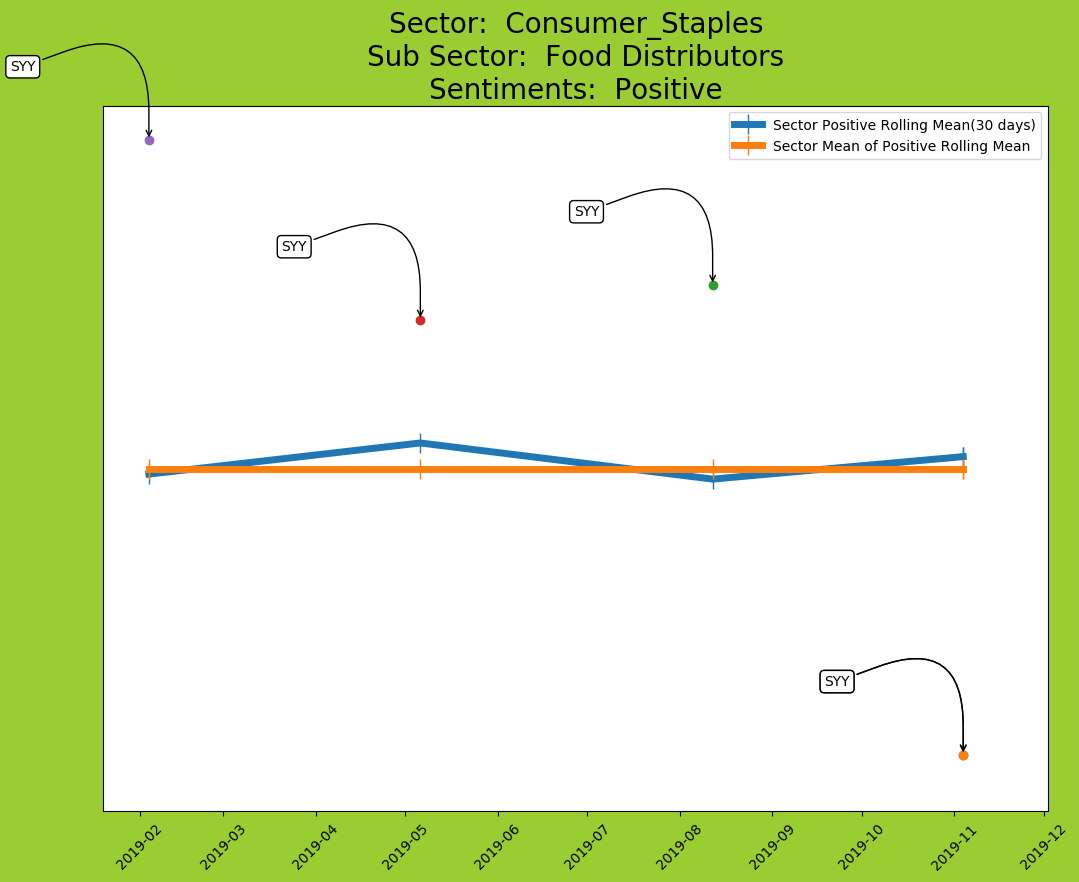 Sector:  Consumer_Staples
Sub Sector:  Food Distributors
Sentiments:  Positive
SYY
Sector Positive Rolling Mean(30 days)
Sector Mean of Positive Rolling Mean
SYY
SYY
SYY
2019-02
2019-03
2019-04
2019-05
2019-06
2019-07
2019-08
2019-09
2019-10
2019-11
2019-12